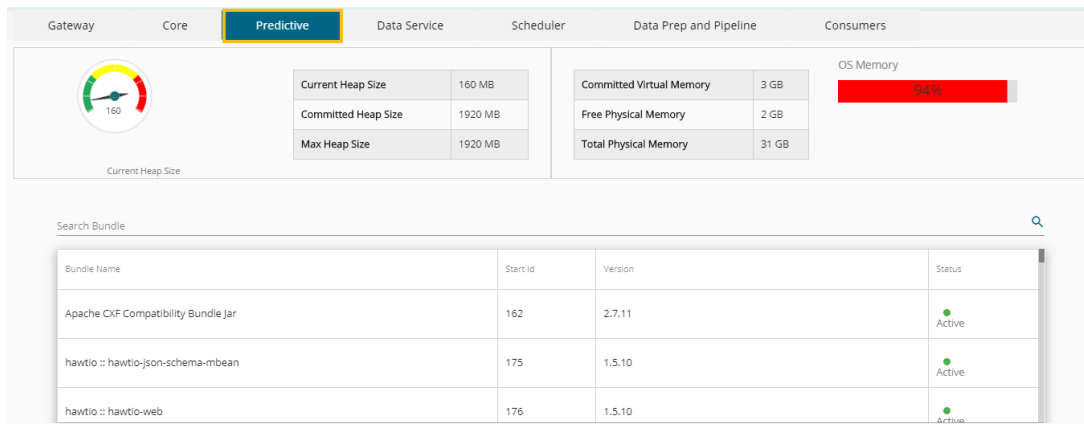 Gateway Core Predictive Data Service Scheduler Data Prep and Pipeline Consumers
160
Current Heap Size
Current Heap Size 160 MB
Committed Heap Size 1920 MB
Max Heap Size 1920 MB
Committed Virtual Memory 3 GB
Free Physical Memory 2 GB
Total Physical Memory 31 GB
OS Memory
94%
Search Bundle
Bundle Name Start Id Version Status
Apache CXF Compatibility Bundle Jar 162 2.7.11 Active
hawtio :: hawtio-json-schema-mbean 175 1.5.10 Active
hawtio :: hawtio-web 176 1.5.10 Active